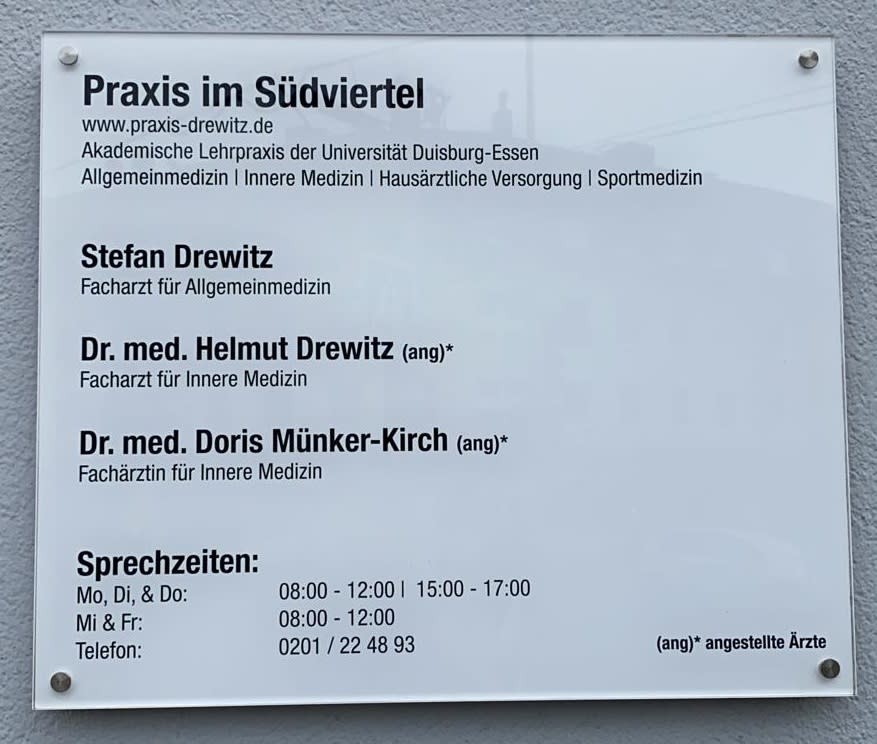 Praxis im Südviertel
www.praxis-drewitz.de
Akademische Lehrpraxis der Universität Duisburg-Essen
Allgemeinmedizin | Innere Medizin | Hausärztliche Versorgung | Sportmedizin
Stefan Drewitz
Facharzt für Allgemeinmedizin
Dr. med. Helmut Drewitz (ang)*
Facharzt für Innere Medizin
Dr. med. Doris Münker-Kirch (ang)*
Fachärztin für Innere Medizin
Sprechzeiten:
Mo, Di, & Do: 08:00 - 12:00 | 15:00 - 17:00
Mi & Fr: 08:00 - 12:00
Telefon: 0201 / 22 48 93
(ang)* angestellte Ärzte